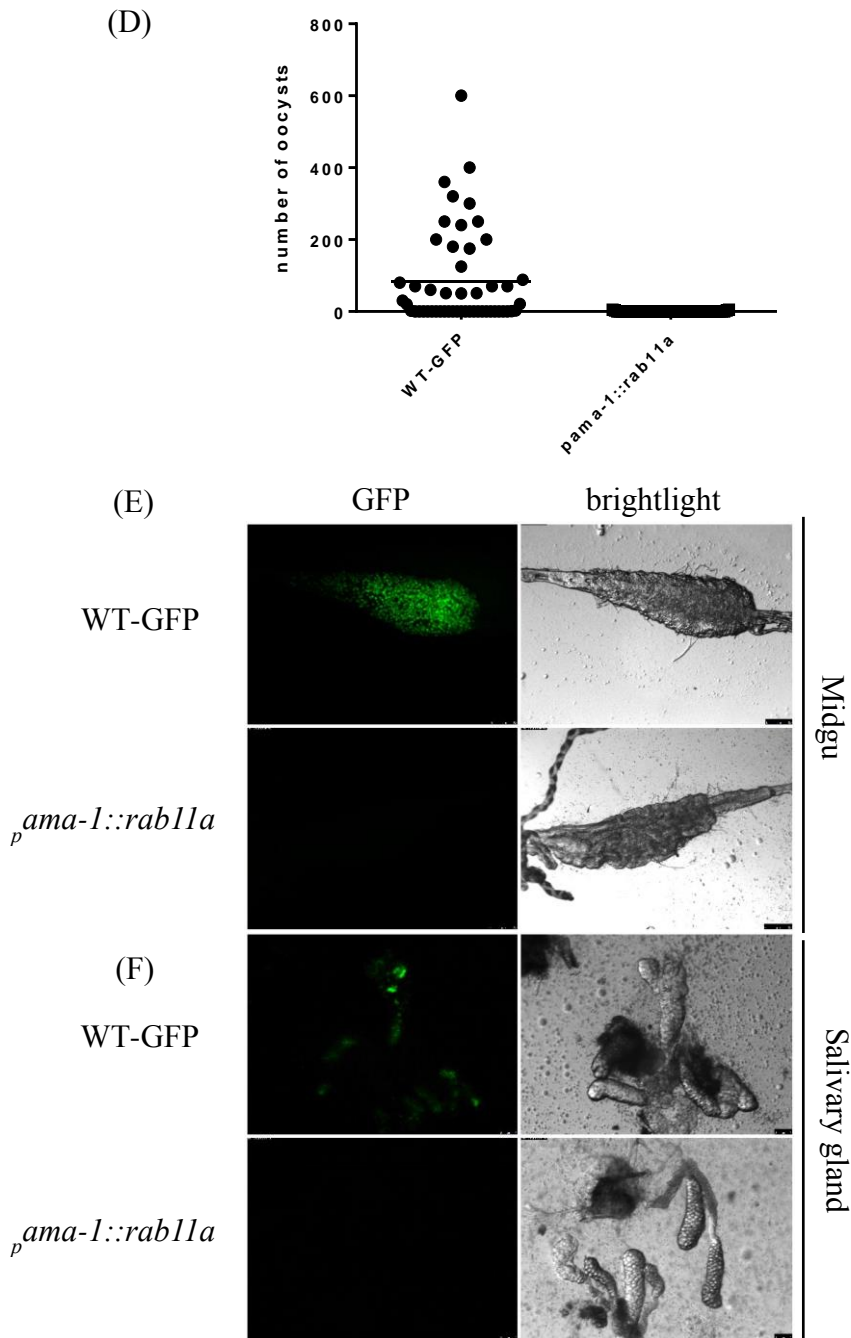 (D)
800
600
400
200
0
number of oocysts
WT-GFP
pama-1::rab11a
(E)
GFP
brightlight
WT-GFP
pama-1::rab11a
Midgu
(F)
WT-GFP
pama-1::rab11a
Salivary gland